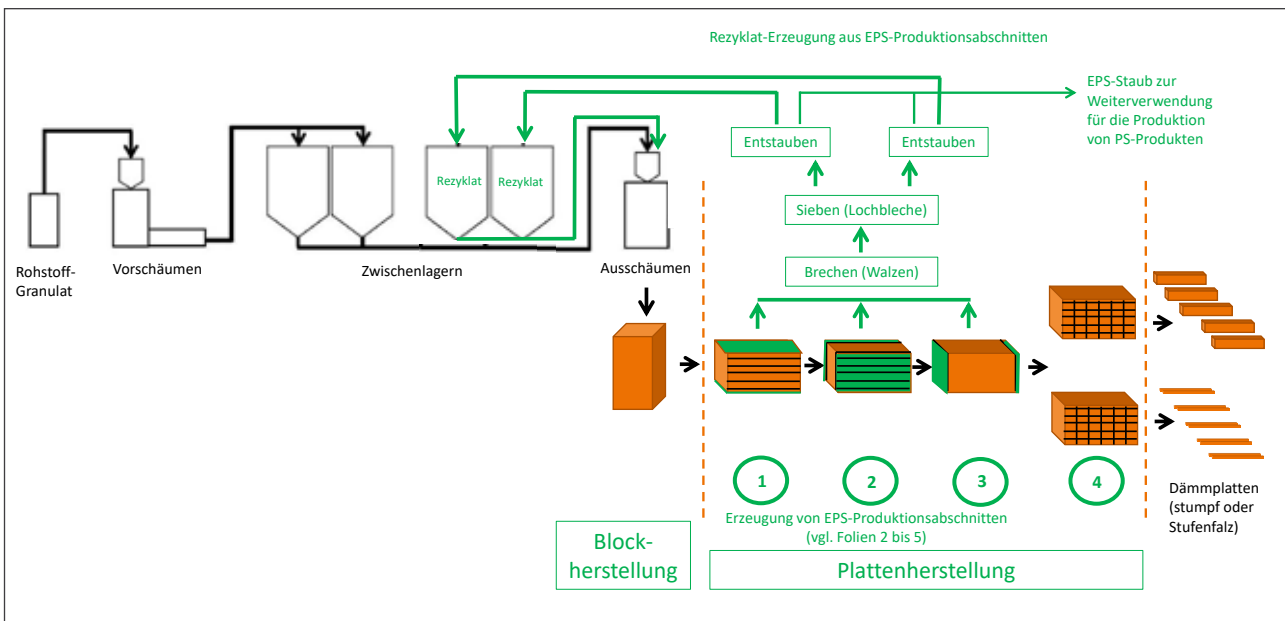 Rezyklat-Erzeugung aus EPS-Produktionsabschnitten
EPS-Staub zur
Weiterverwendung
für die Produktion
von PS-Produkten
Entstauben
Entstauben
Rezyklat
Rezyklat
Sieben (Lochbleche)
Brechen (Walzen)
Rohstoff-
Granulat
Vorschäumen
Zwischenlagern
Ausschäumen
1
2
3
4
Dämmplatten
(stumpf oder
Stufenfalz)
Erzeugung von EPS-Produktionsabschnitten
(vgl. Folien 2 bis 5)
Block-
herstellung
Plattenherstellung